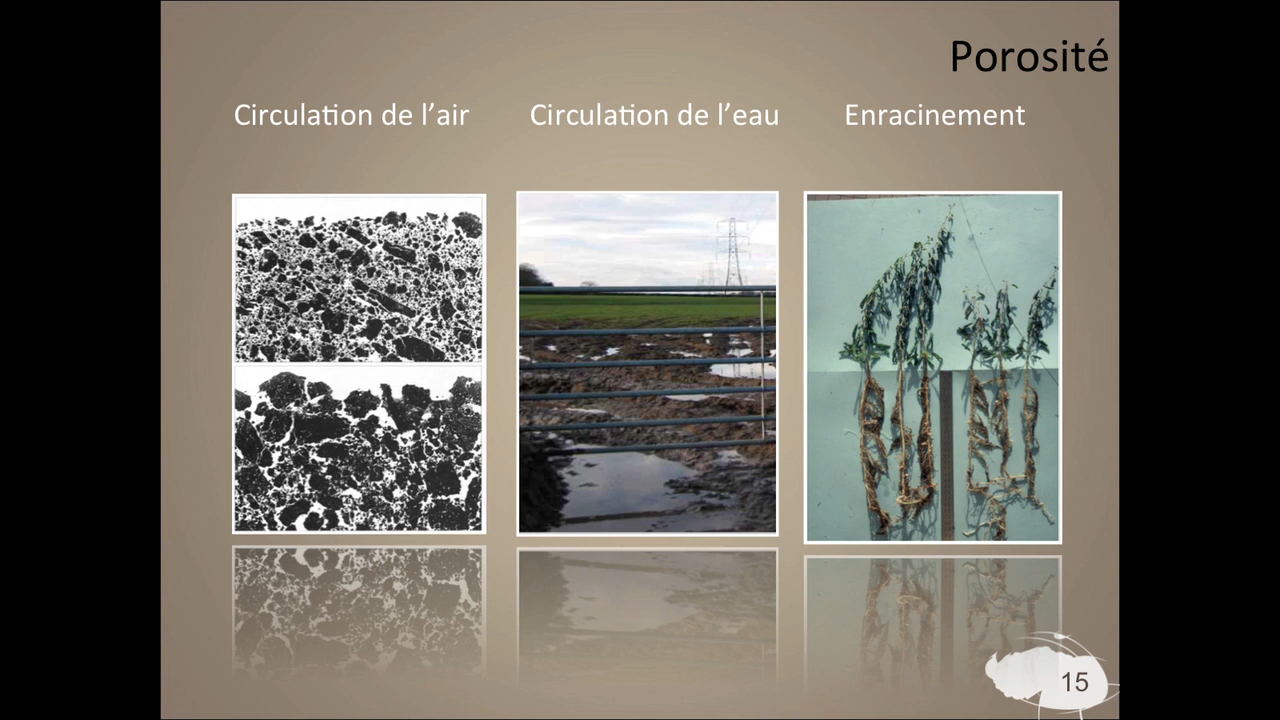 Porosité
Circulation de l’air
Circulation de l’eau
Enracinement
15